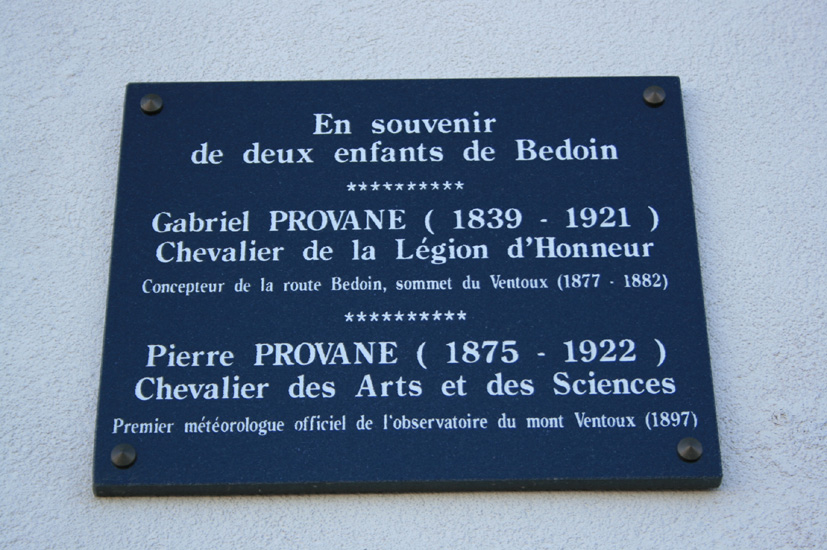 En souvenir
de deux enfants de Bedoin
**********
Gabriel PROVANE ( 1839 - 1921 )
Chevalier de la Légion d'Honneur
Concepteur de la route Bedoin, sommet du Ventoux (1877 - 1882)
**********
Pierre PROVANE ( 1875 - 1922 )
Chevalier des Arts et des Sciences
Premier météorologue officiel de l'observatoire du mont Ventoux (1897)